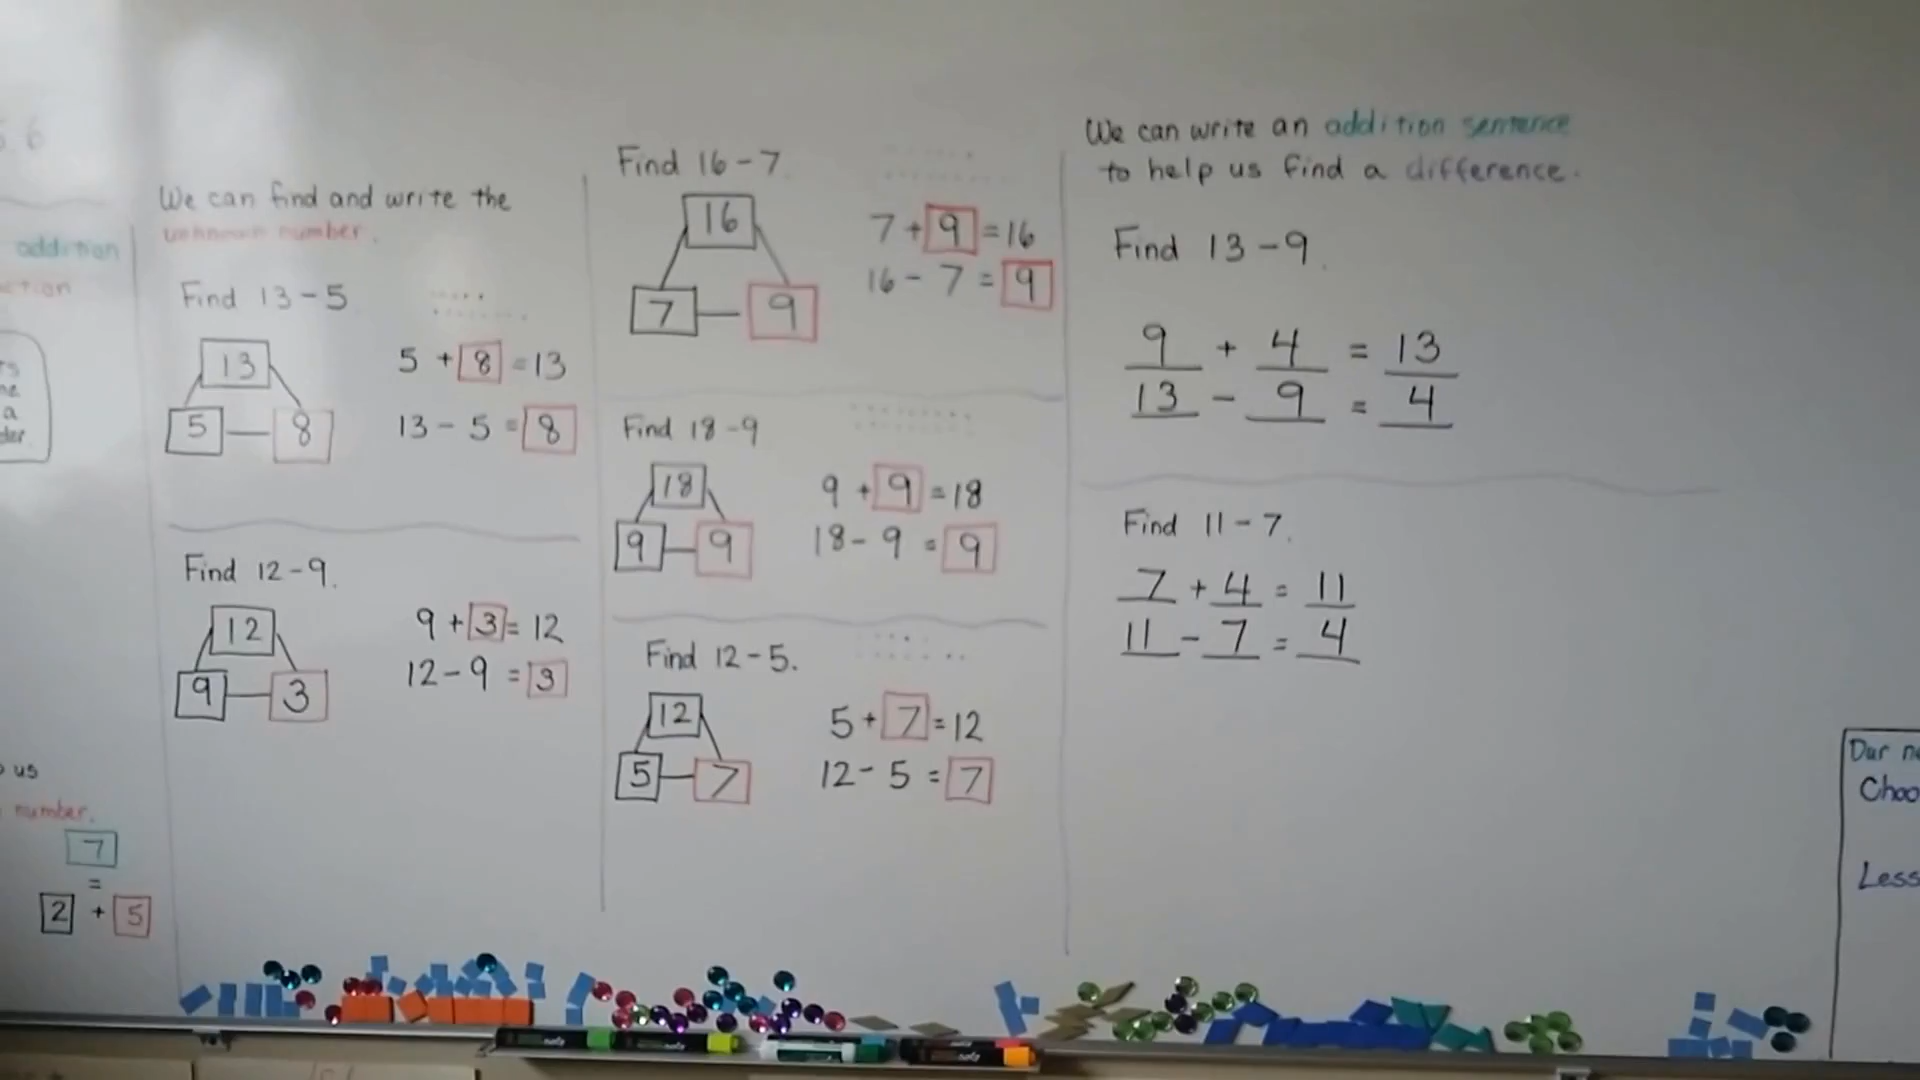 addition
us
number.
7
=
2 + 5
We can find and write the
unknown number.
Find 13-5
13
5 8
5 + 8 = 13
13 - 5 = 8
Find 12-9.
12
9 3
9 + 3 = 12
12 - 9 = 3
Find 16-7.
16
7 9
7 + 9 = 16
16 - 7 = 9
Find 18-9
18
9 9
9 + 9 = 18
18 - 9 = 9
Find 12-5.
12
5 7
5 + 7 = 12
12 - 5 = 7
We can write an addition sentence
to help us find a difference.
Find 13-9.
9 + 4 = 13
13 - 9 = 4
Find 11-7.
7 + 4 = 11
11 - 7 = 4